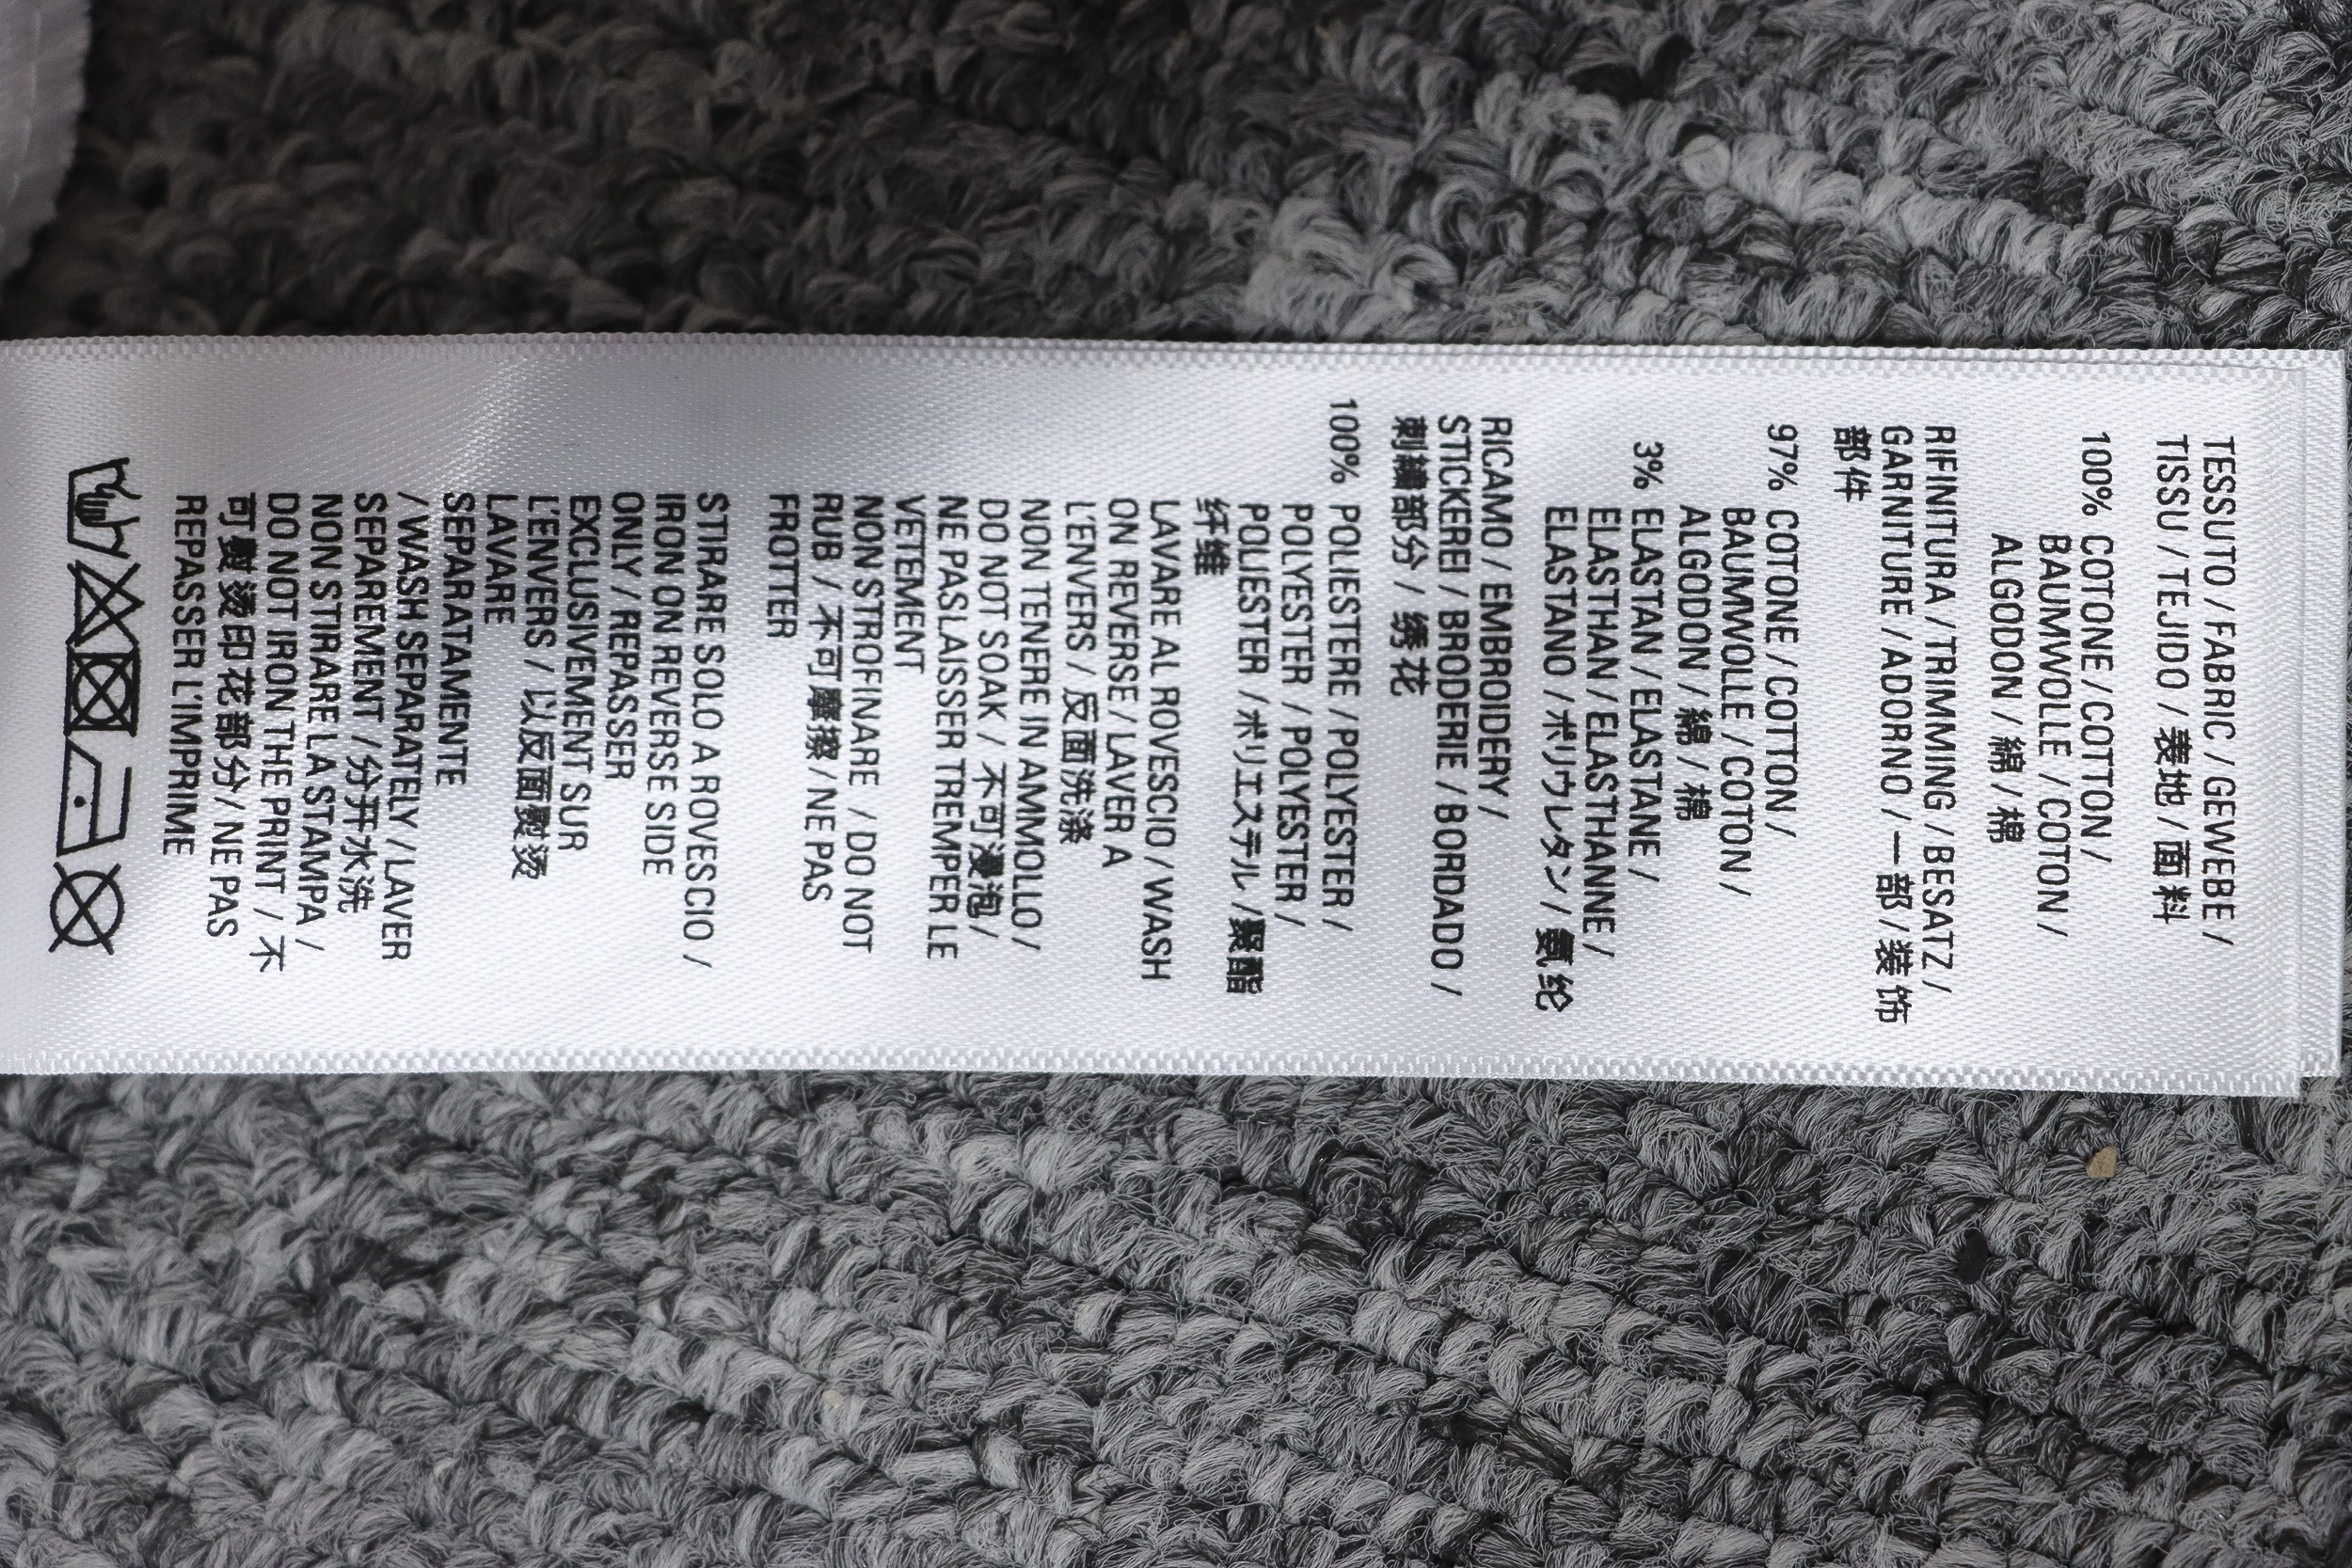 TESSUTO / FABRIC / GEWEBE /
TISSU / TEJIDO / 表地 / 面料
100% COTONE / COTTON /
BAUMWOLLE / COTON /
ALGODON / 綿 / 棉
RIFINITURA / TRIMMING / BESATZ /
GARNITURE / ADORNO / 一部 / 装饰
部件
97% COTONE / COTTON /
BAUMWOLLE / COTON /
ALGODON / 綿 / 棉
3% ELASTAN / ELASTANE /
ELASTHAN / ELASTHANNE /
ELASTANO / ポリウレタン / 氨纶
RICAMO / EMBROIDERY /
STICKEREI / BRODERIE / BORDADO /
刺繡部分 / 绣花
100% POLIESTERE / POLYESTER /
POLYESTER / POLYESTER /
POLIESTER / ポリエステル / 聚酯
纤维
LAVARE AL ROVESCIO / WASH
ON REVERSE / LAVER A
L'ENVERS / 反面洗涤
NON TENERE IN AMMOLLO /
DO NOT SOAK / 不可浸泡 /
NE PAS LAISSER TREMPER LE
VETEMENT
NON STROFINARE / DO NOT
RUB / 不可摩擦 / NE PAS
FROTTER
STIRARE SOLO A ROVESCIO /
IRON ON REVERSE SIDE
ONLY / REPASSER
EXCLUSIVEMENT SUR
L'ENVERS / 以反面熨烫
LAVARE
SEPARATAMENTE
/ WASH SEPARATELY / LAVER
SEPAREMENT / 分开水洗
NON STIRARE LA STAMPA /
DO NOT IRON THE PRINT / 不
可熨烫印花部分 / NE PAS
REPASSER L'IMPRIME